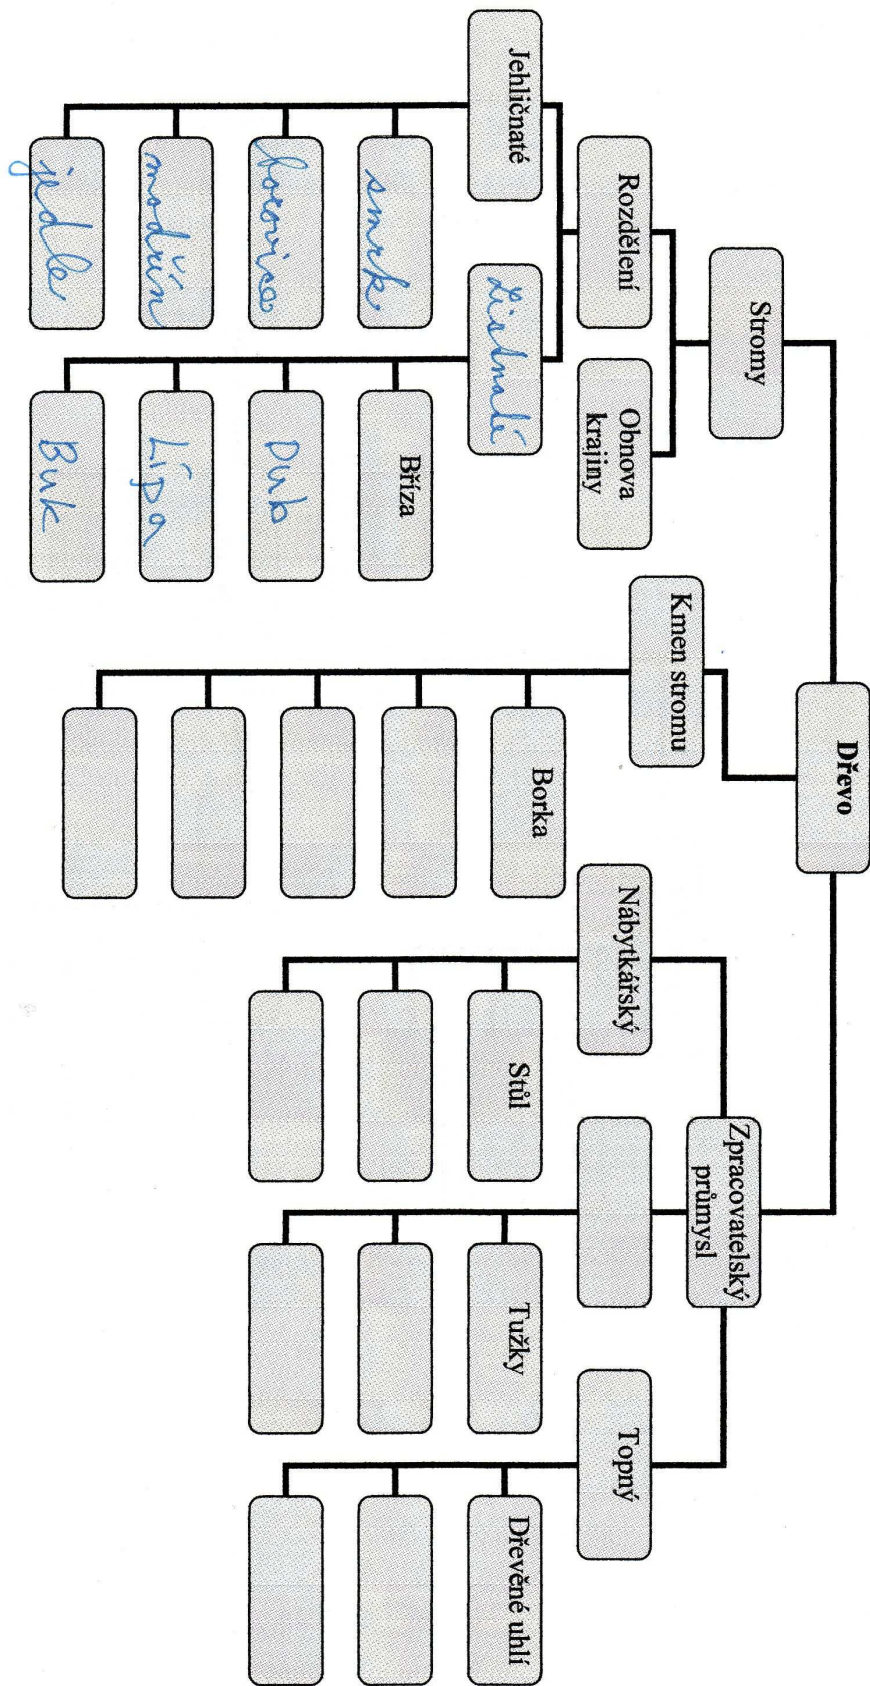 Dřevo
Stromy
Rozdělení
Obnova
krajiny
Jehličnaté
smrk
borovice
modřín
jedle
Listnaté
Bříza
Dub
Lípa
Buk
Kmen stromu
Borka
Zpracovatelský
průmysl
Nábytkářský
Stůl
Tužky
Topný
Dřevěné uhlí